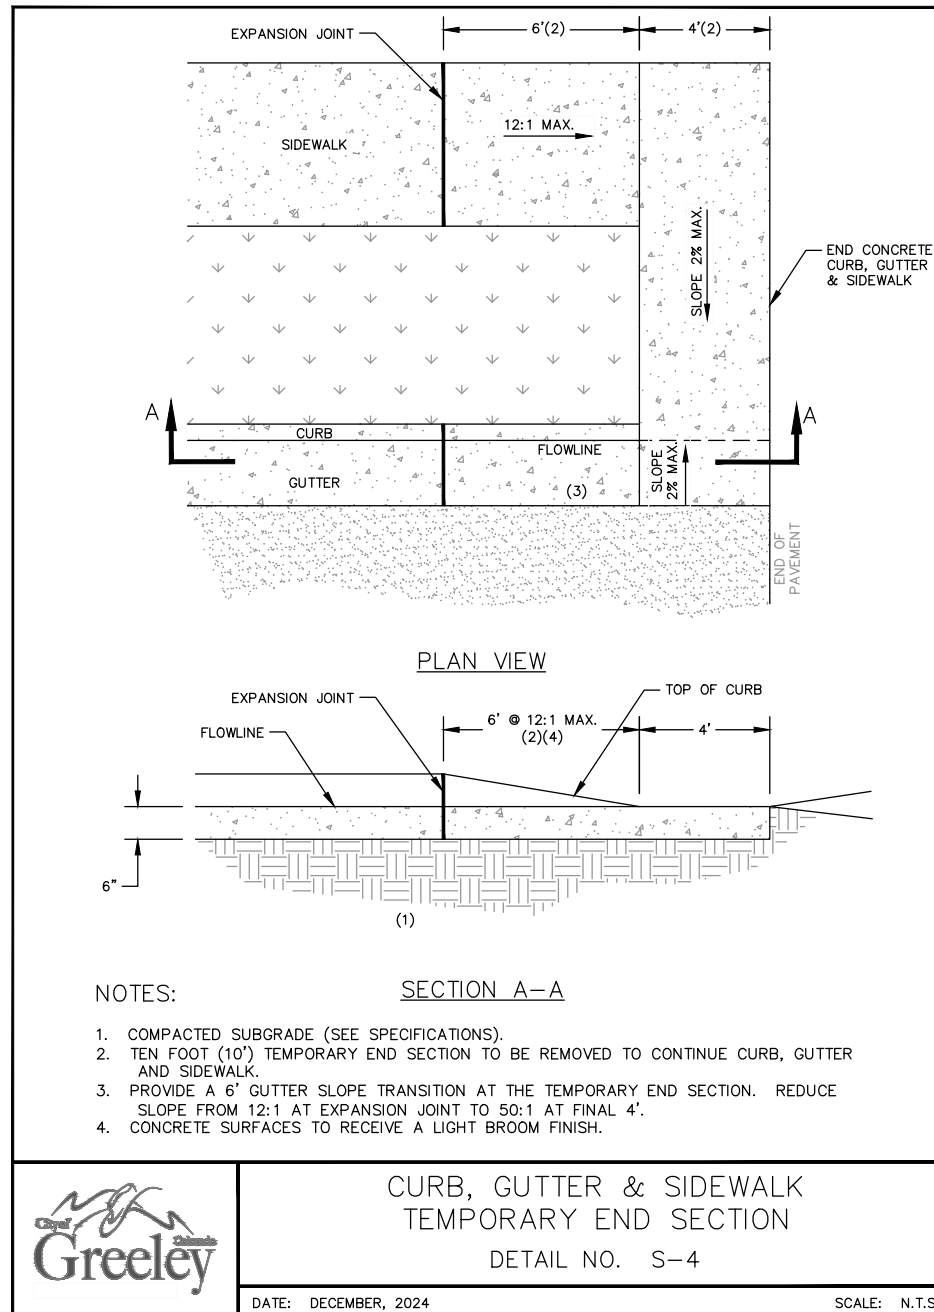 EXPANSION JOINT
6'(2)
4'(2)
12:1 MAX.
SIDEWALK
SLOPE 2% MAX.
END CONCRETE
CURB, GUTTER
& SIDEWALK
A
A
CURB
FLOWLINE
GUTTER
(3)
SLOPE
2% MAX.
END OF
PAVEMENT
PLAN VIEW
EXPANSION JOINT
TOP OF CURB
6' @ 12:1 MAX.
(2)(4)
4'
FLOWLINE
6"
(1)
SECTION A-A
NOTES:
1. COMPACTED SUBGRADE (SEE SPECIFICATIONS).
2. TEN FOOT (10') TEMPORARY END SECTION TO BE REMOVED TO CONTINUE CURB, GUTTER
AND SIDEWALK.
3. PROVIDE A 6' GUTTER SLOPE TRANSITION AT THE TEMPORARY END SECTION. REDUCE
SLOPE FROM 12:1 AT EXPANSION JOINT TO 50:1 AT FINAL 4'.
4. CONCRETE SURFACES TO RECEIVE A LIGHT BROOM FINISH.
City of
Colorado
Greeley
CURB, GUTTER & SIDEWALK
TEMPORARY END SECTION
DETAIL NO. S-4
DATE: DECEMBER, 2024
SCALE: N.T.S